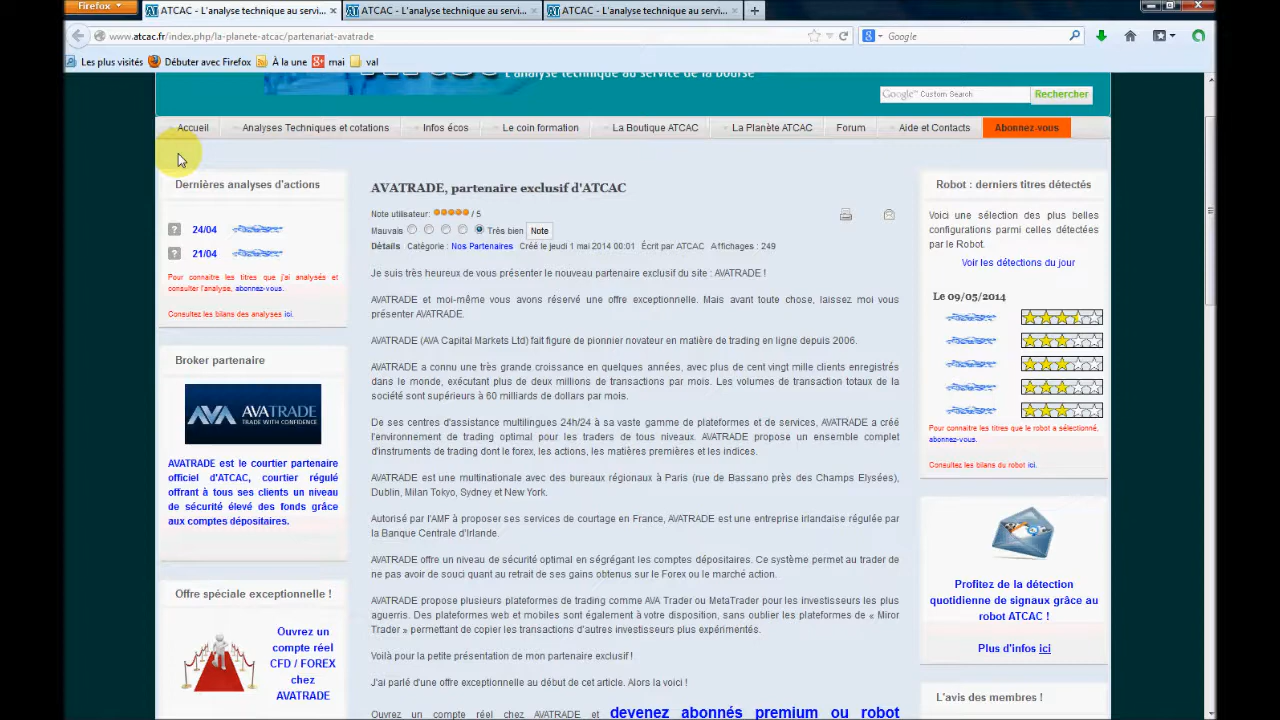 Firefox
ATCAC - L'analyse technique au servi...
ATCAC - L'analyse technique au servi...
ATCAC - L'analyse technique au servi...
www.atcac.fr/index.php/la-planete-atcac/partenariat-avatrade
Google
Les plus visités
Débuter avec Firefox
À la une
mai
val
L'analyse technique au service de la bourse
Google™ Custom Search
Rechercher
Accueil
Analyses Techniques et cotations
Infos écos
Le coin formation
La Boutique ATCAC
La Planète ATCAC
Forum
Aide et Contacts
Abonnez-vous
Dernières analyses d'actions
24/04
21/04
Pour connaitre les titres que j'ai analysés et
consulter l'analyse, abonnez-vous.
Consultez les bilans des analyses ici.
Broker partenaire
AVA AVATRADE
TRADE WITH CONFIDENCE
AVATRADE est le courtier partenaire
officiel d'ATCAC, courtier régulé
offrant à tous ses clients un niveau
de sécurité élevé des fonds grâce
aux comptes dépositaires.
Offre spéciale exceptionnelle !
Ouvrez un
compte réel
CFD / FOREX
chez
AVATRADE
AVATRADE, partenaire exclusif d'ATCAC
Note utilisateur: / 5
Mauvais Très bien Note
Détails Catégorie : Nos Partenaires Créé le jeudi 1 mai 2014 00:01 Écrit par ATCAC Affichages : 249
Je suis très heureux de vous présenter le nouveau partenaire exclusif du site : AVATRADE !
AVATRADE et moi-même vous avons réservé une offre exceptionnelle. Mais avant toute chose, laissez moi vous
présenter AVATRADE.
AVATRADE (AVA Capital Markets Ltd) fait figure de pionnier novateur en matière de trading en ligne depuis 2006.
AVATRADE a connu une très grande croissance en quelques années, avec plus de cent vingt mille clients enregistrés
dans le monde, exécutant plus de deux millions de transactions par mois. Les volumes de transaction totaux de la
société sont supérieurs à 60 milliards de dollars par mois.
De ses centres d'assistance multilingues 24h/24 à sa vaste gamme de plateformes et de services, AVATRADE a créé
l'environnement de trading optimal pour les traders de tous niveaux. AVATRADE propose un ensemble complet
d'instruments de trading dont le forex, les actions, les matières premières et les indices.
AVATRADE est une multinationale avec des bureaux régionaux à Paris (rue de Bassano près des Champs Elysées),
Dublin, Milan Tokyo, Sydney et New York.
Autorisé par l'AMF à proposer ses services de courtage en France, AVATRADE est une entreprise irlandaise régulée par
la Banque Centrale d'Irlande.
AVATRADE offre un niveau de sécurité optimal en ségrégant les comptes dépositaires. Ce système permet au trader de
ne pas avoir de souci quant au retrait de ses gains obtenus sur le Forex ou le marché action.
AVATRADE propose plusieurs plateformes de trading comme AVA Trader ou MetaTrader pour les investisseurs les plus
aguerris. Des plateformes web et mobiles sont également à votre disposition, sans oublier les plateformes de « Miror
Trader » permettant de copier les transactions d'autres investisseurs plus expérimentés.
Voilà pour la petite présentation de mon partenaire exclusif !
J'ai parlé d'une offre exceptionnelle au début de cet article. Alors la voici !
Ouvrez un compte réel chez AVATRADE et devenez abonnés premium ou robot
Robot : derniers titres détectés
Voici une sélection des plus belles
configurations parmi celles détectées
par le Robot.
Voir les détections du jour
Le 09/05/2014
Pour connaitre les titres que le robot a sélectionné,
abonnez-vous.
Consultez les bilans du robot ici.
Profitez de la détection
quotidienne de signaux grâce au
robot ATCAC !
Plus d'infos ici
L'avis des membres !